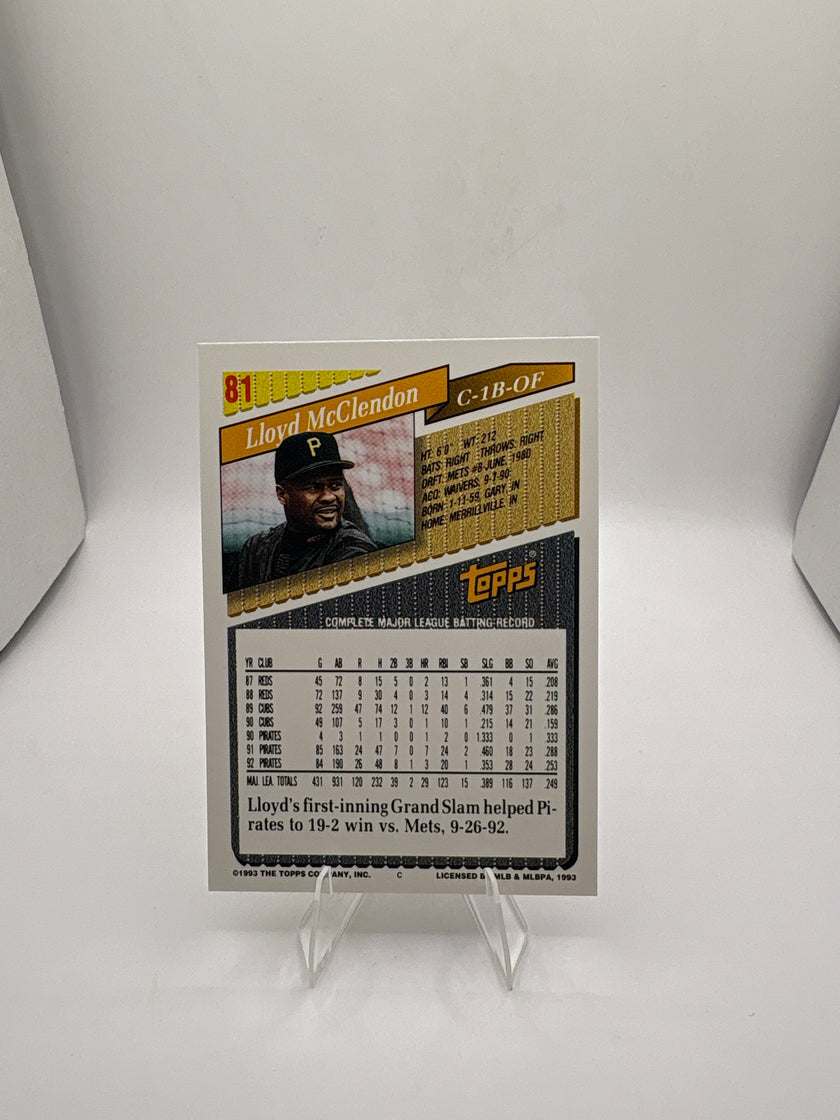 81
Lloyd McClendon
C-1B-OF
P
HT: 6'0" WT: 212
BATS: RIGHT THROWS: RIGHT
DRFT: METS #8-JUNE, 1980
ACQ: WAIVERS, 9-7-90
BORN: 1-11-59, GARY, IN
HOME: MERRILLVILLE, IN
TOPPS®
COMPLETE MAJOR LEAGUE BATTING RECORD
YR CLUB G AB R H 2B 3B HR RBI SB SLG BB SO AVG
87 REDS 45 72 8 15 5 0 2 13 1 .361 4 15 .208
88 REDS 72 137 9 30 4 0 3 14 4 .314 15 22 .219
89 CUBS 92 259 47 74 12 1 12 40 6 .479 37 31 .286
90 CUBS 49 107 5 17 3 0 1 10 1 .215 14 21 .159
90 PIRATES 4 3 1 1 0 0 1 2 0 1.333 0 1 .333
91 PIRATES 85 163 24 47 7 0 7 24 2 .460 18 23 .288
92 PIRATES 84 190 26 48 8 1 3 20 1 .353 28 24 .253
MAJ. LEA. TOTALS 431 931 120 232 39 2 29 123 15 .389 116 137 .249
Lloyd's first-inning Grand Slam helped Pi-
rates to 19-2 win vs. Mets, 9-26-92.
©1993 THE TOPPS COMPANY, INC. C LICENSED BY MLB & MLBPA, 1993